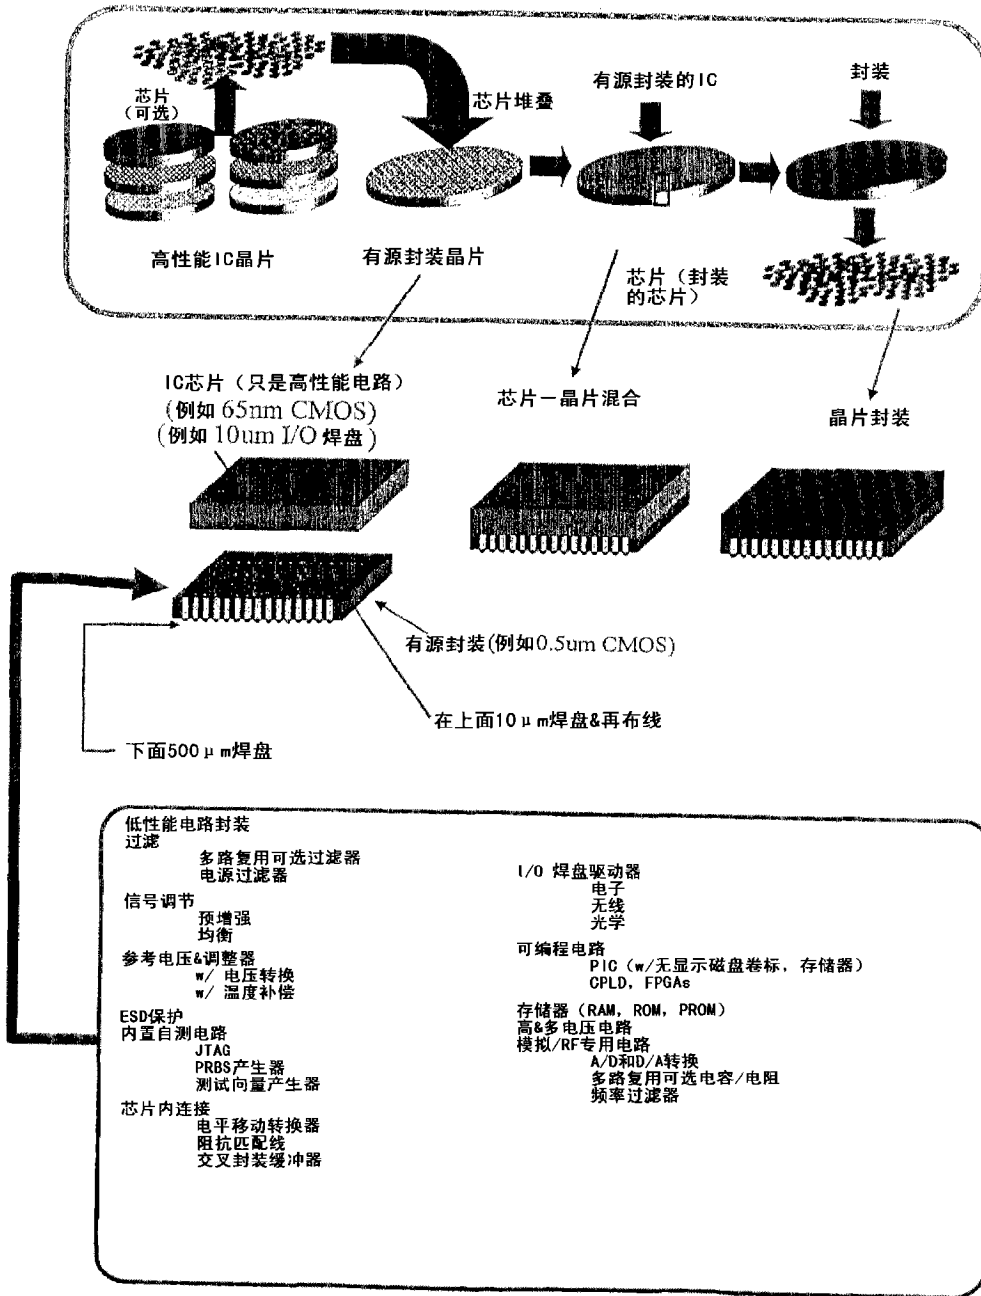 芯片
（可选）
芯片堆叠
有源封装的IC
封装
高性能IC晶片
有源封装晶片
芯片（封装
的芯片）
IC芯片（只是高性能电路）
(例如 65nm CMOS)
(例如 10um I/O 焊盘）
芯片－晶片混合
晶片封装
有源封装(例如0.5um CMOS)
在上面10μm焊盘&再布线
下面500μm焊盘
低性能电路封装
过滤
多路复用可选过滤器
电源过滤器
信号调节
预增强
均衡
参考电压&调整器
w/ 电压转换
w/ 温度补偿
ESD保护
内置自测电路
JTAG
PRBS产生器
测试向量产生器
芯片内连接
电平移动转换器
阻抗匹配线
交叉封装缓冲器
I/O 焊盘驱动器
电子
无线
光学
可编程电路
PIC（w/无显示磁盘卷标，存储器）
CPLD, FPGAs
存储器（RAM, ROM, PROM）
高&多电压电路
模拟/RF专用电路
A/D和D/A转换
多路复用可选电容/电阻
频率过滤器